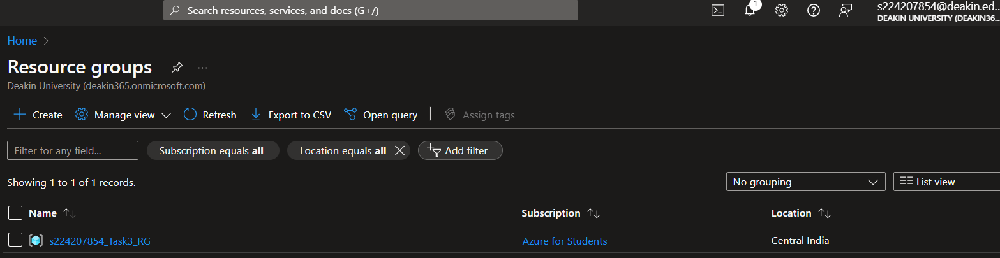 Search resources, services, and docs (G+/)
1
s224207854@deakin.ed...
DEAKIN UNIVERSITY (DEAKIN36...
Home
Resource groups
...
Deakin University (deakin365.onmicrosoft.com)
Create Manage view Refresh Export to CSV Open query Assign tags
Filter for any field... Subscription equals all Location equals all Add filter
Showing 1 to 1 of 1 records. No grouping List view
Name Subscription Location
s224207854_Task3_RG Azure for Students Central India